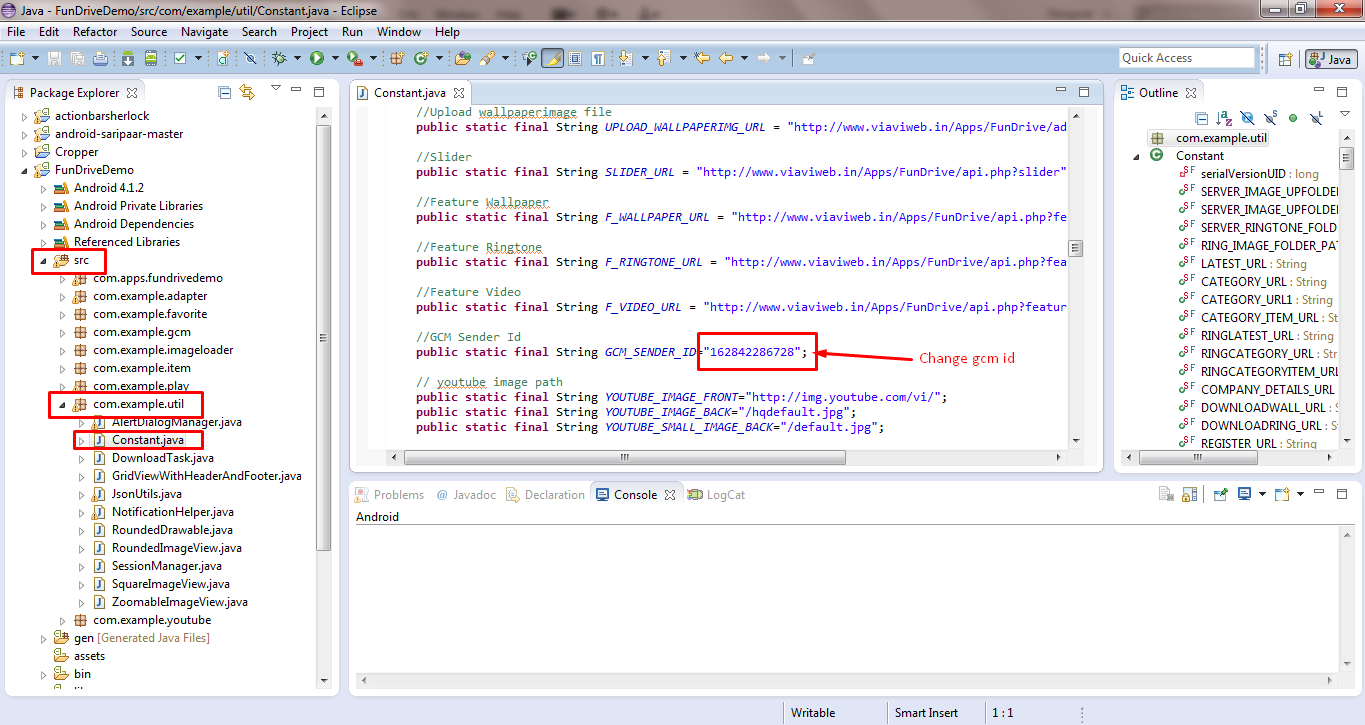 Java - FunDriveDemo/src/com/example/util/Constant.java - Eclipse
File Edit Refactor Source Navigate Search Project Run Window Help
Quick Access
Java
Package Explorer
actionbarsherlock
android-saripaar-master
Cropper
FunDriveDemo
Android 4.1.2
Android Private Libraries
Android Dependencies
Referenced Libraries
src
com.apps.fundrivedemo
com.example.adapter
com.example.favorite
com.example.gcm
com.example.imageloader
com.example.item
com.example.play
com.example.util
AlertDialogManager.java
Constant.java
DownloadTask.java
GridViewWithHeaderAndFooter.java
JsonUtils.java
NotificationHelper.java
RoundedDrawable.java
RoundedImageView.java
SessionManager.java
SquareImageView.java
ZoomableImageView.java
com.example.youtube
gen [Generated Java Files]
assets
bin
Constant.java
//Upload wallpaperimage file
public static final String UPLOAD_WALLPAPERIMG_URL = "http://www.viaviweb.in/Apps/FunDrive/ad
//Slider
public static final String SLIDER_URL = "http://www.viaviweb.in/Apps/FunDrive/api.php?slider"
//Feature Wallpaper
public static final String F_WALLPAPER_URL = "http://www.viaviweb.in/Apps/FunDrive/api.php?fe
//Feature Ringtone
public static final String F_RINGTONE_URL = "http://www.viaviweb.in/Apps/FunDrive/api.php?fea
//Feature Video
public static final String F_VIDEO_URL = "http://www.viaviweb.in/Apps/FunDrive/api.php?featur
//GCM Sender Id
public static final String GCM_SENDER_ID="162842286728";
Change gcm id
// youtube image path
public static final String YOUTUBE_IMAGE_FRONT="http://img.youtube.com/vi/";
public static final String YOUTUBE_IMAGE_BACK="/hqdefault.jpg";
public static final String YOUTUBE_SMALL_IMAGE_BACK="/default.jpg";
Outline
com.example.util
Constant
serialVersionUID : long
SERVER_IMAGE_UPFOLDE
SERVER_IMAGE_UPFOLDE
SERVER_RINGTONE_FOLD
RING_IMAGE_FOLDER_PA
LATEST_URL : String
CATEGORY_URL : String
CATEGORY_URL1 : String
CATEGORY_ITEM_URL : St
RINGLATEST_URL : String
RINGCATEGORY_URL : St
RINGCATEGORYITEM_URL
COMPANY_DETAILS_URL
DOWNLOADWALL_URL :
DOWNLOADRING_URL : S
REGISTER_URL : String
Problems @ Javadoc Declaration Console LogCat
Android
Writable Smart Insert 1 : 1